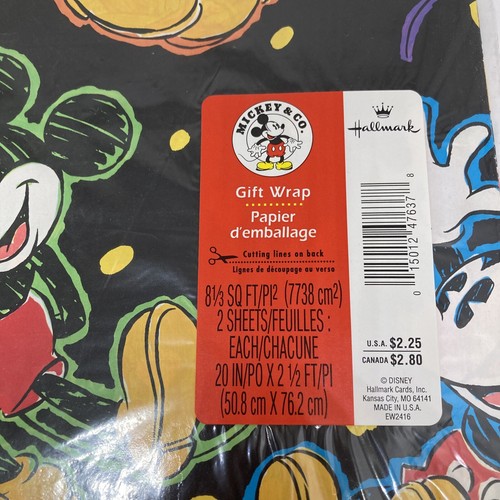 MICKEY & CO.
Gift Wrap
Papier
d'emballage
Cutting lines on back
Lignes de découpage au verso
8⅓ SQ FT/PI² (7738 cm²)
2 SHEETS/FEUILLES :
EACH/CHACUNE
20 IN/PO X 2 ½ FT/PI
(50.8 cm X 76.2 cm)
Hallmark
0 15012 47637 8
U.S.A. $2.25
CANADA $2.80
© DISNEY
Hallmark Cards, Inc.
Kansas City, MO 64141
MADE IN U.S.A.
EW2416